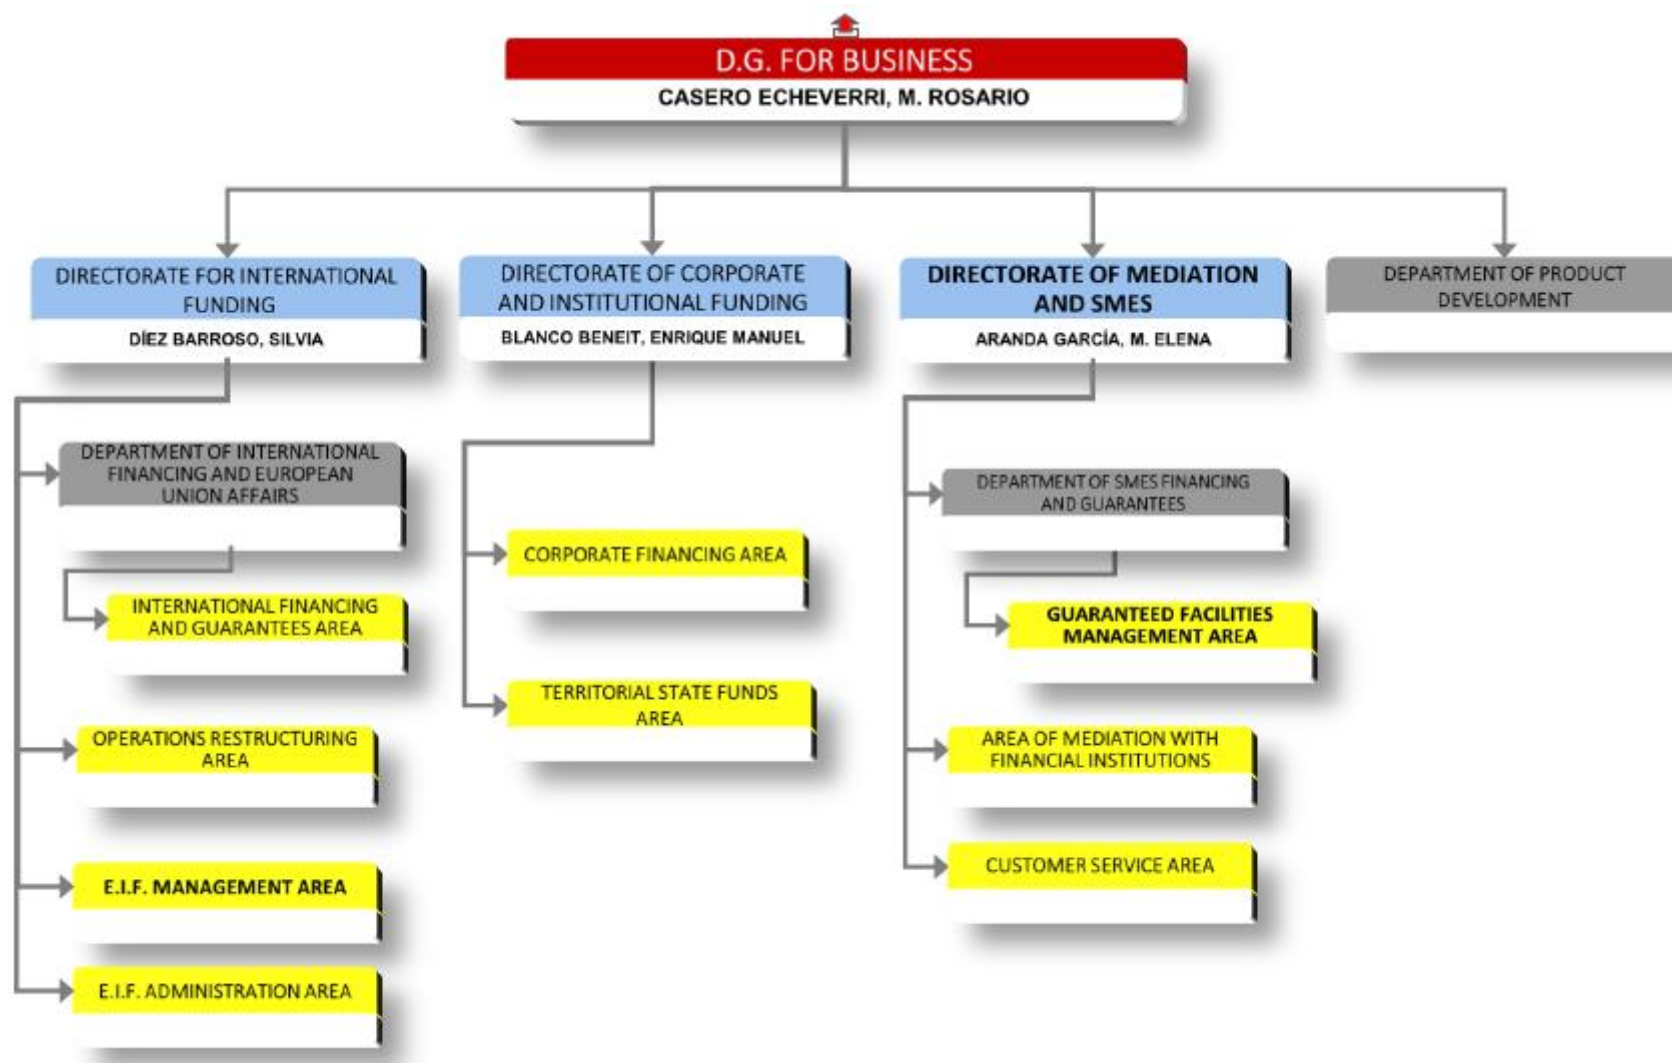 D.G. FOR BUSINESS
CASERO ECHEVERRI, M. ROSARIO
DIRECTORATE FOR INTERNATIONAL
FUNDING
DÍEZ BARROSO, SILVIA
DIRECTORATE OF CORPORATE
AND INSTITUTIONAL FUNDING
BLANCO BENEIT, ENRIQUE MANUEL
DIRECTORATE OF MEDIATION
AND SMES
ARANDA GARCÍA, M. ELENA
DEPARTMENT OF PRODUCT
DEVELOPMENT
DEPARTMENT OF INTERNATIONAL
FINANCING AND EUROPEAN
UNION AFFAIRS
INTERNATIONAL FINANCING
AND GUARANTEES AREA
OPERATIONS RESTRUCTURING
AREA
E.I.F. MANAGEMENT AREA
E.I.F. ADMINISTRATION AREA
CORPORATE FINANCING AREA
TERRITORIAL STATE FUNDS
AREA
DEPARTMENT OF SMES FINANCING
AND GUARANTEES
GUARANTEED FACILITIES
MANAGEMENT AREA
AREA OF MEDIATION WITH
FINANCIAL INSTITUTIONS
CUSTOMER SERVICE AREA